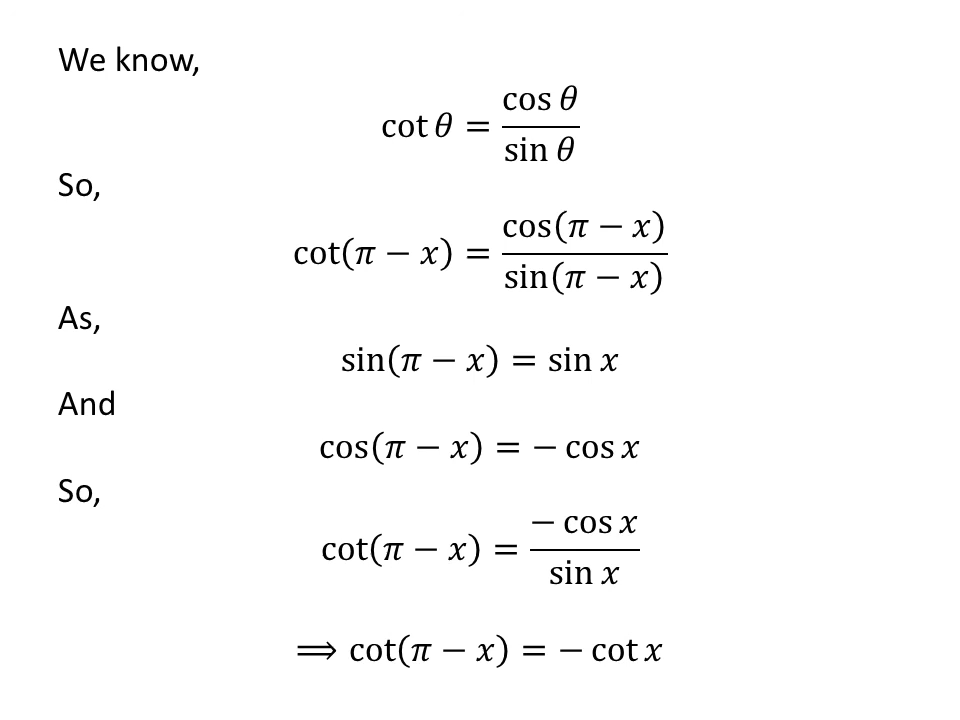 We know,
cot θ = cos θ / sin θ
So,
cot(π − x) = cos(π − x) / sin(π − x)
As,
sin(π − x) = sin x
And
cos(π − x) = − cos x
So,
cot(π − x) = − cos x / sin x
⟹ cot(π − x) = − cot x